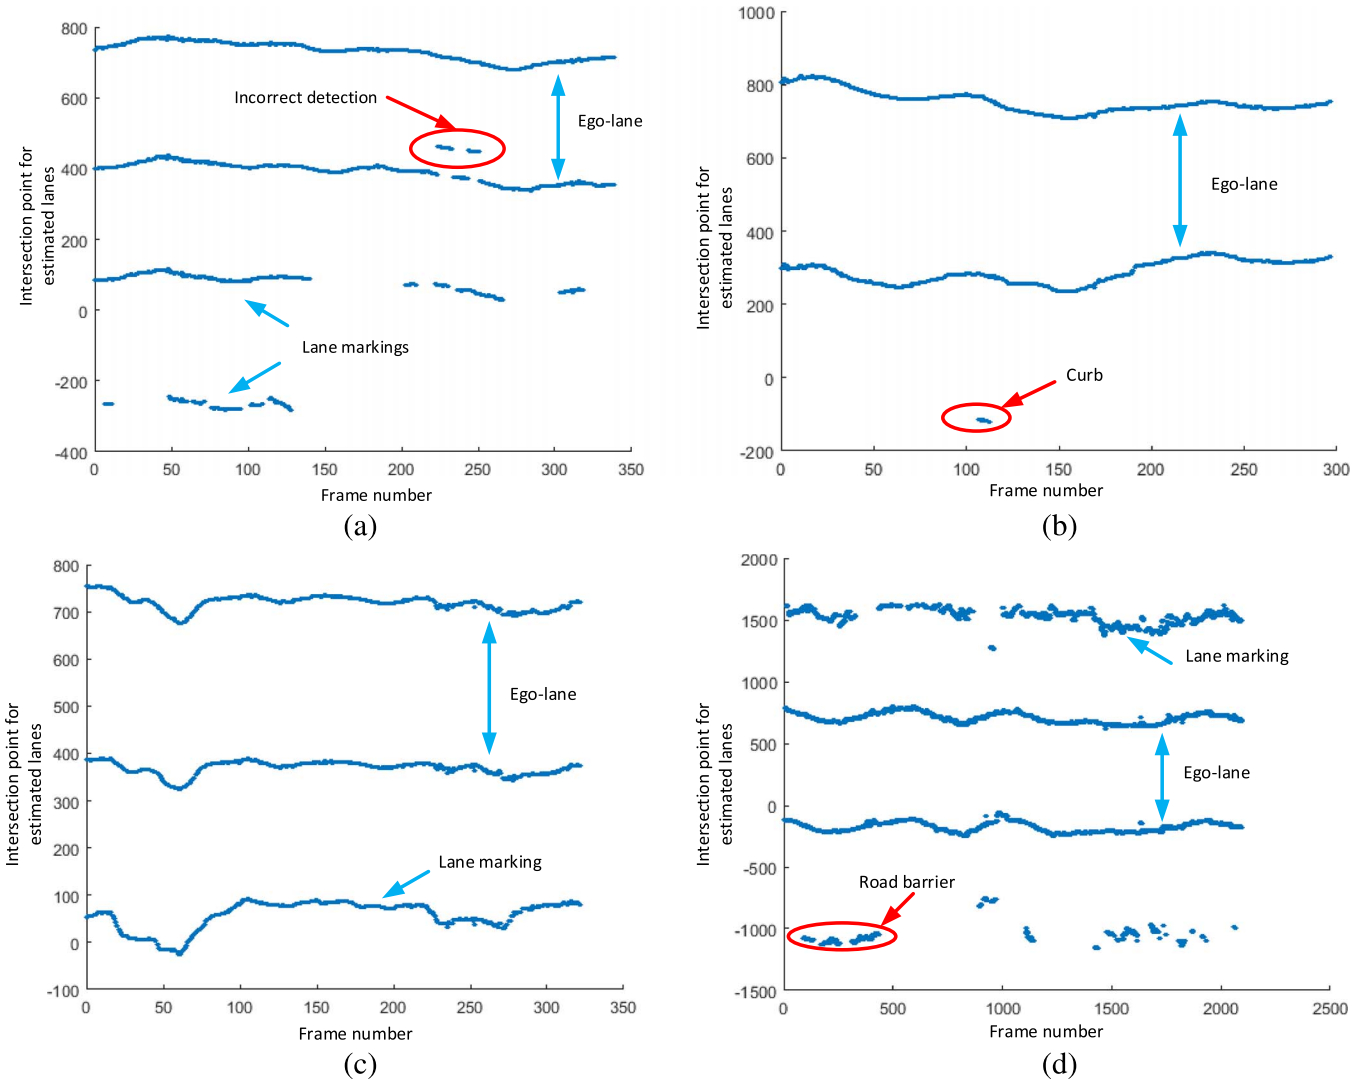 800
600
400
200
0
-200
-400
0
50
100
150
200
250
300
350
Intersection point for
estimated lanes
Frame number
Incorrect detection
Ego-lane
Lane markings
(a)
1000
800
600
400
200
0
-200
0
50
100
150
200
250
300
Intersection point for
estimated lanes
Frame number
Ego-lane
Curb
(b)
800
700
600
500
400
300
200
100
0
-100
0
50
100
150
200
250
300
350
Intersection point for
estimated lanes
Frame number
Ego-lane
Lane marking
(c)
2000
1500
1000
500
0
-500
-1000
-1500
0
500
1000
1500
2000
2500
Intersection point for
estimated lanes
Frame number
Lane marking
Ego-lane
Road barrier
(d)